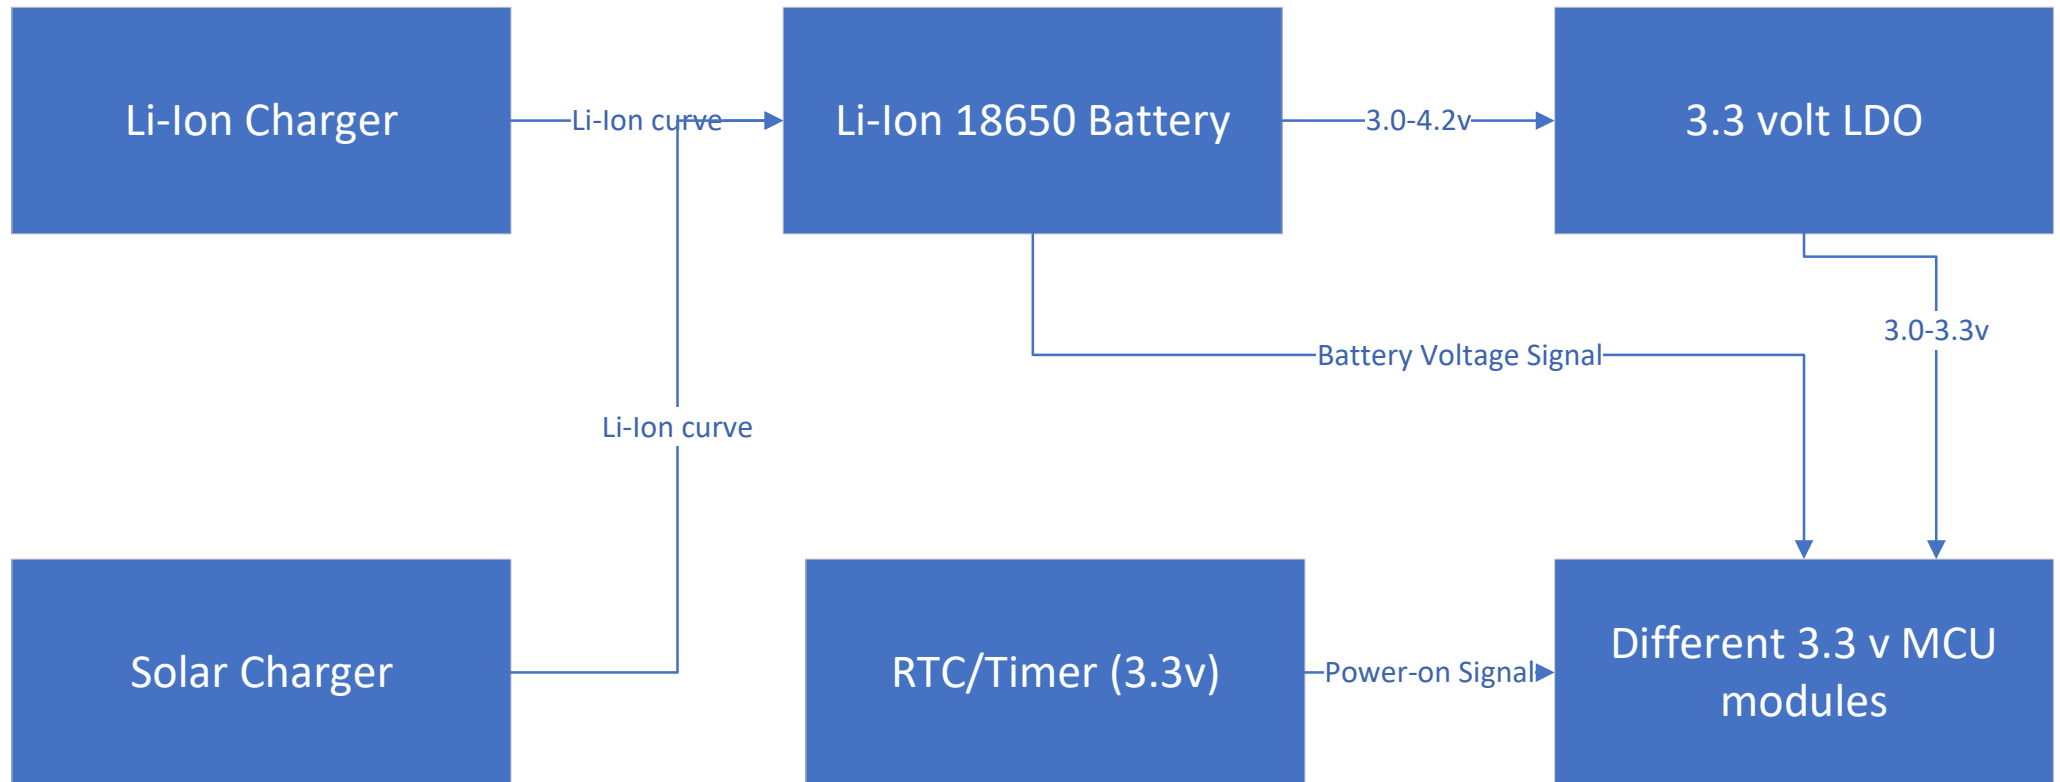 Li-Ion Charger
Li-Ion curve
Li-Ion 18650 Battery
3.0-4.2v
3.3 volt LDO
3.0-3.3v
Battery Voltage Signal
Li-Ion curve
Solar Charger
RTC/Timer (3.3v)
Power-on Signal
Different 3.3 v MCU
modules